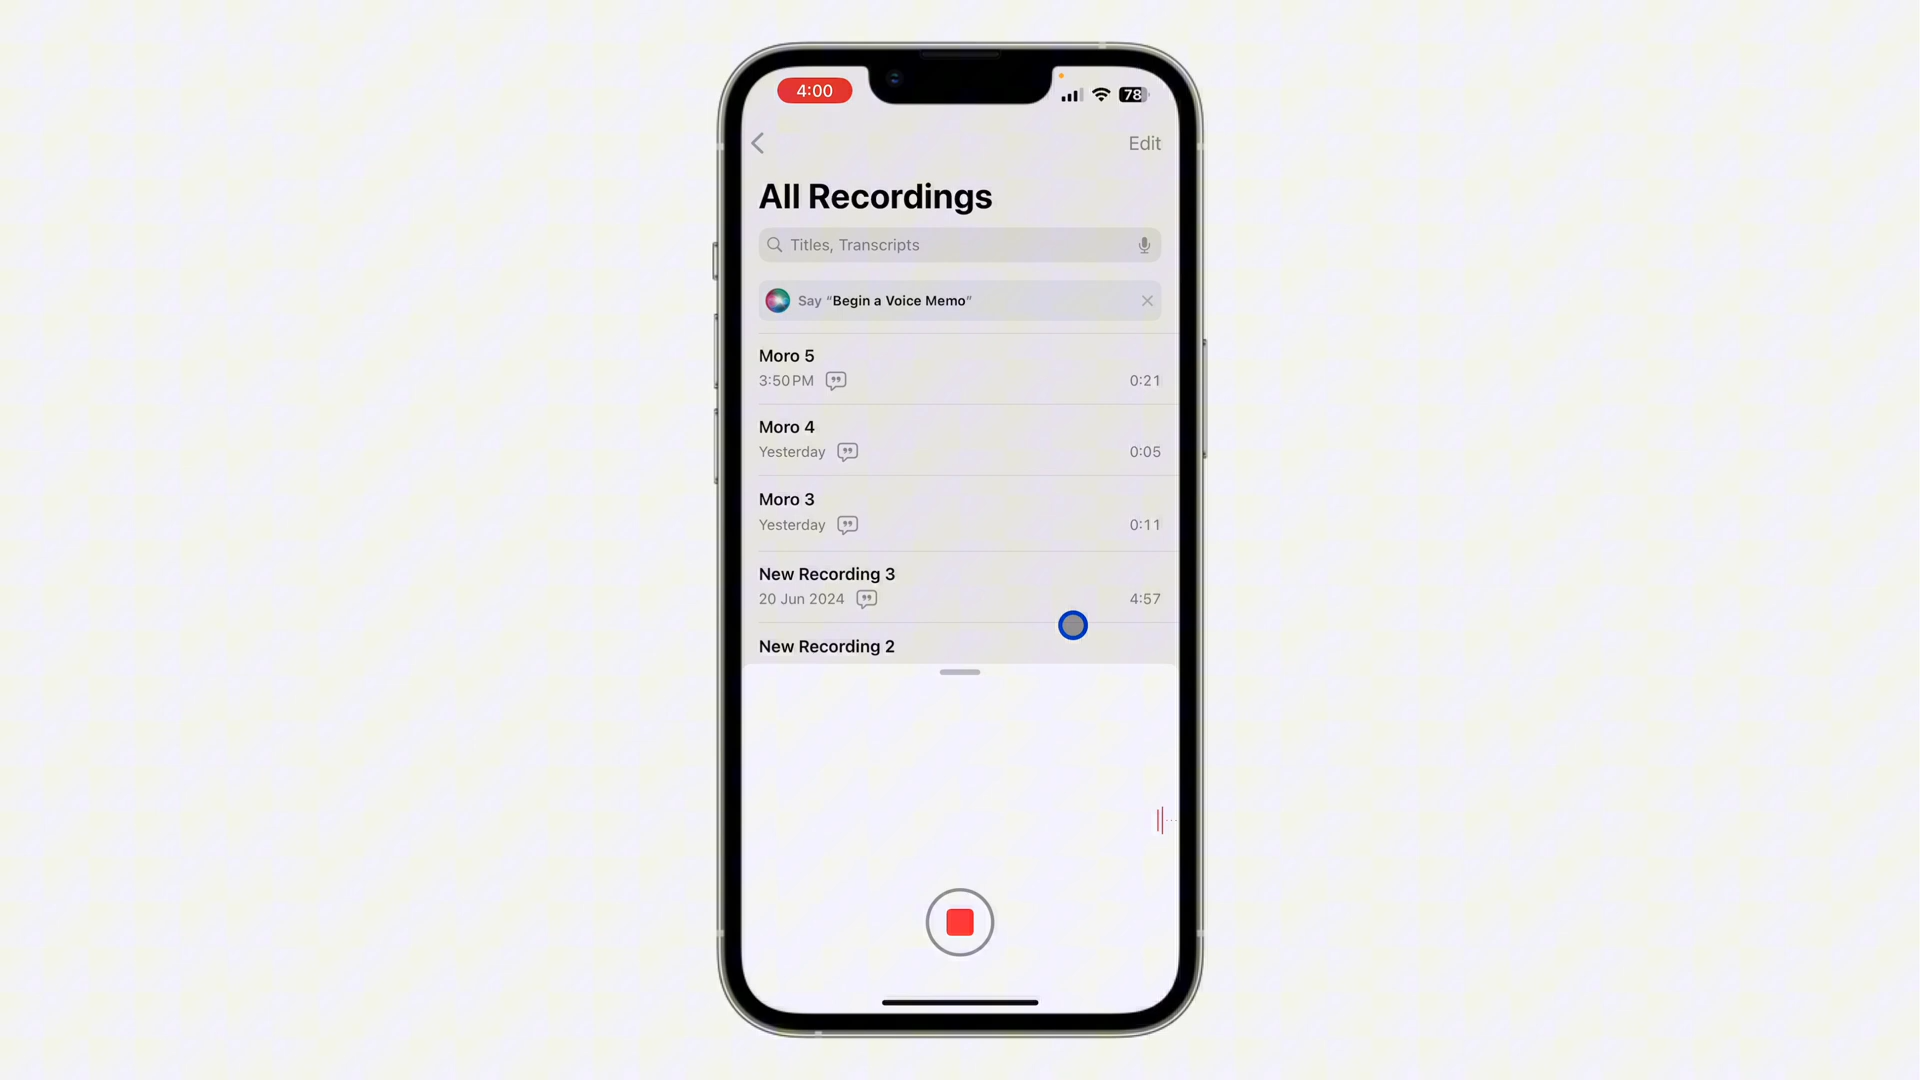 4:00
78
Edit
All Recordings
Titles, Transcripts
Say “Begin a Voice Memo”
Moro 5
3:50 PM
0:21
Moro 4
Yesterday
0:05
Moro 3
Yesterday
0:11
New Recording 3
20 Jun 2024
4:57
New Recording 2